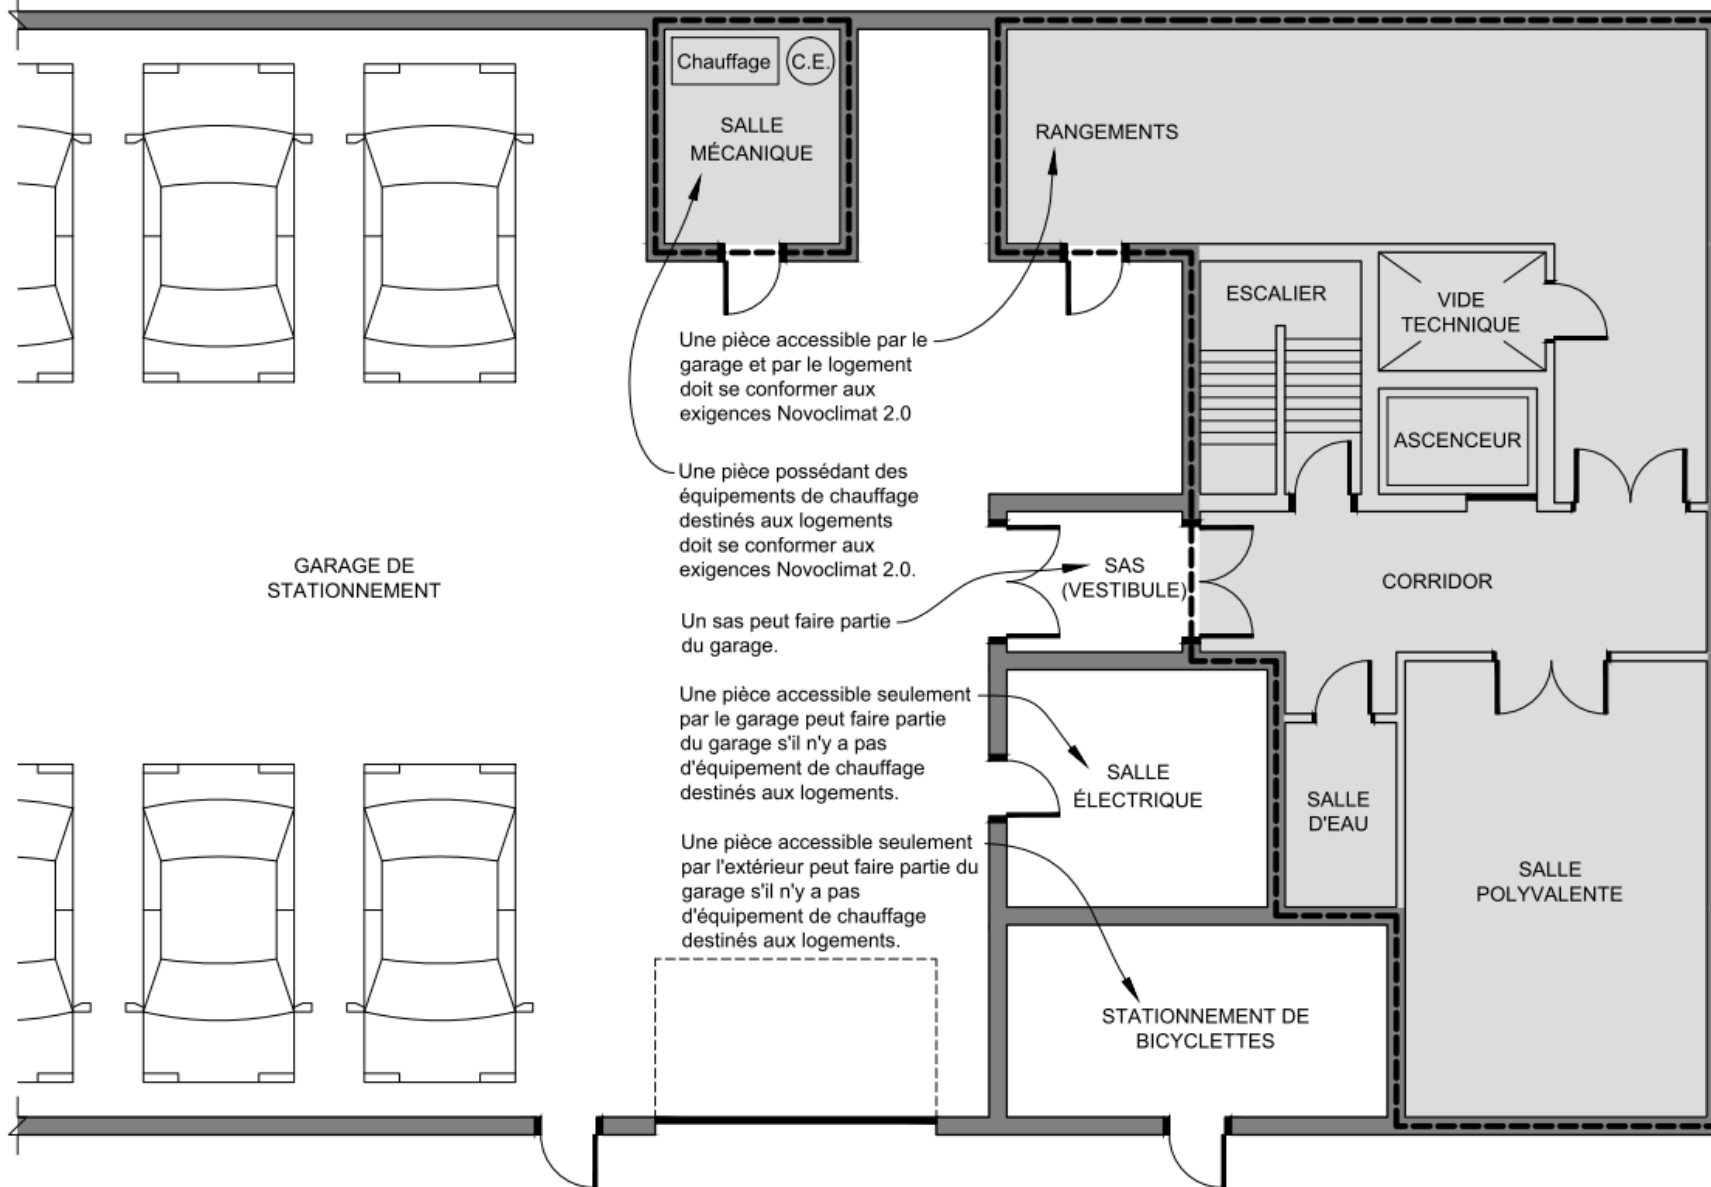 Chauffage
C.E.
SALLE
MÉCANIQUE
RANGEMENTS
ESCALIER
VIDE
TECHNIQUE
Une pièce accessible par le
garage et par le logement
doit se conformer aux
exigences Novoclimat 2.0
ASCENCEUR
Une pièce possédant des
équipements de chauffage
destinés aux logements
doit se conformer aux
exigences Novoclimat 2.0.
GARAGE DE
STATIONNEMENT
SAS
(VESTIBULE)
CORRIDOR
Un sas peut faire partie
du garage.
Une pièce accessible seulement
par le garage peut faire partie
du garage s'il n'y a pas
d'équipement de chauffage
destinés aux logements.
SALLE
ÉLECTRIQUE
SALLE
D'EAU
Une pièce accessible seulement
par l'extérieur peut faire partie du
garage s'il n'y a pas
d'équipement de chauffage
destinés aux logements.
SALLE
POLYVALENTE
STATIONNEMENT DE
BICYCLETTES